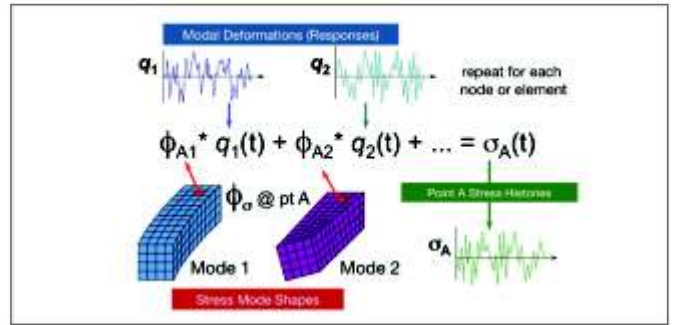 Modal Deformations (Responses)
q1
q2
repeat for each
node or element
ϕA1* q1(t) + ϕA2* q2(t) + ... = σA(t)
Point A Stress Histories
ϕσ @ pt A
σA
Mode 1
Mode 2
Stress Mode Shapes